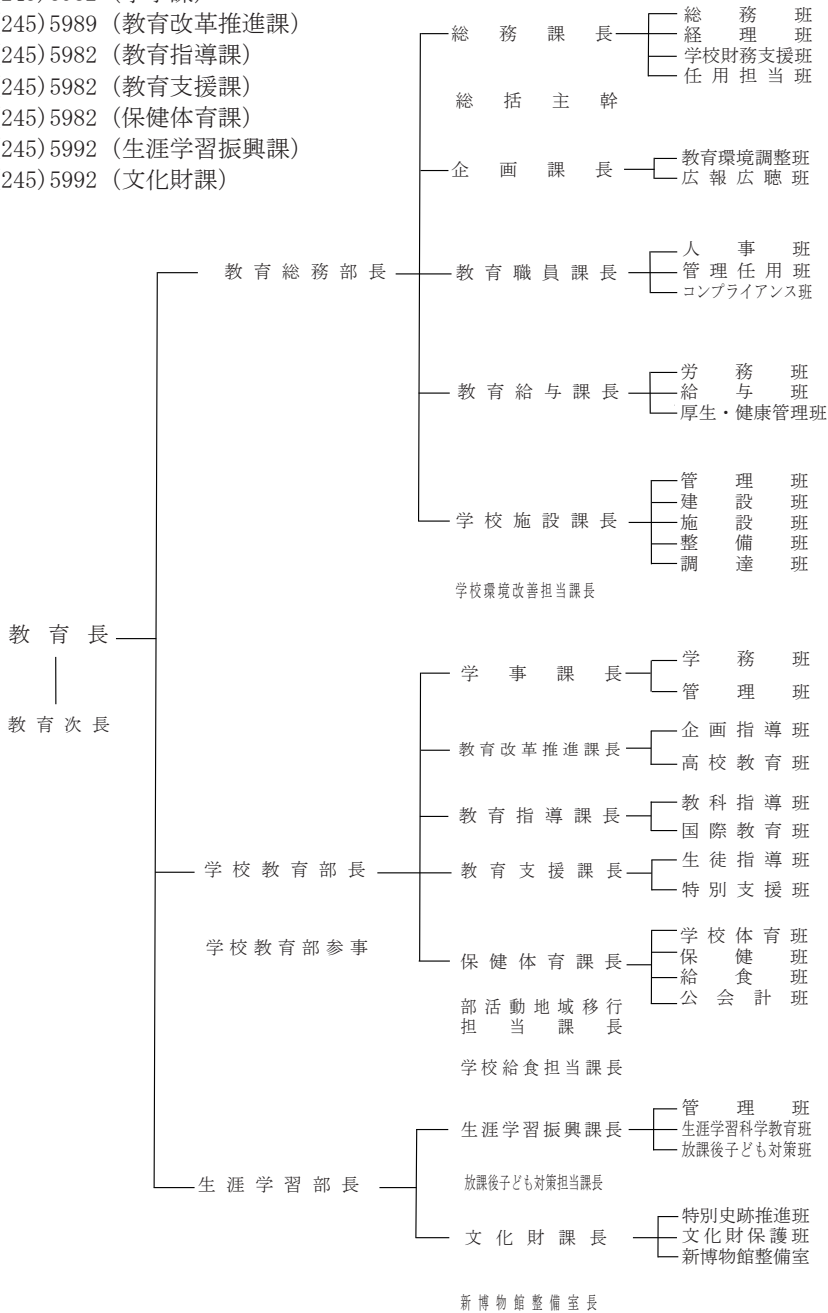 245)5989（教育改革推進課）
245)5982（教育指導課）
245)5982（教育支援課）
245)5982（保健体育課）
245)5992（生涯学習振興課）
245)5992（文化財課）
教育長
教育次長
教育総務部長
総務課長
総務班
経理班
学校財務支援班
任用担当班
総括主幹
企画課長
教育環境調整班
広報広聴班
教育職員課長
人事班
管理任用班
コンプライアンス班
教育給与課長
労務班
給与班
厚生・健康管理班
学校施設課長
管理班
建設班
施設班
整備班
調達班
学校環境改善担当課長
学校教育部長
学校教育部参事
学事課長
学務班
管理班
教育改革推進課長
企画指導班
高校教育班
教育指導課長
教科指導班
国際教育班
教育支援課長
生徒指導班
特別支援班
保健体育課長
学校体育班
保健班
給食班
公会計班
部活動地域移行
担当課長
学校給食担当課長
生涯学習部長
生涯学習振興課長
管理班
生涯学習科学教育班
放課後子ども対策班
放課後子ども対策担当課長
文化財課長
特別史跡推進班
文化財保護班
新博物館整備室
新博物館整備室長